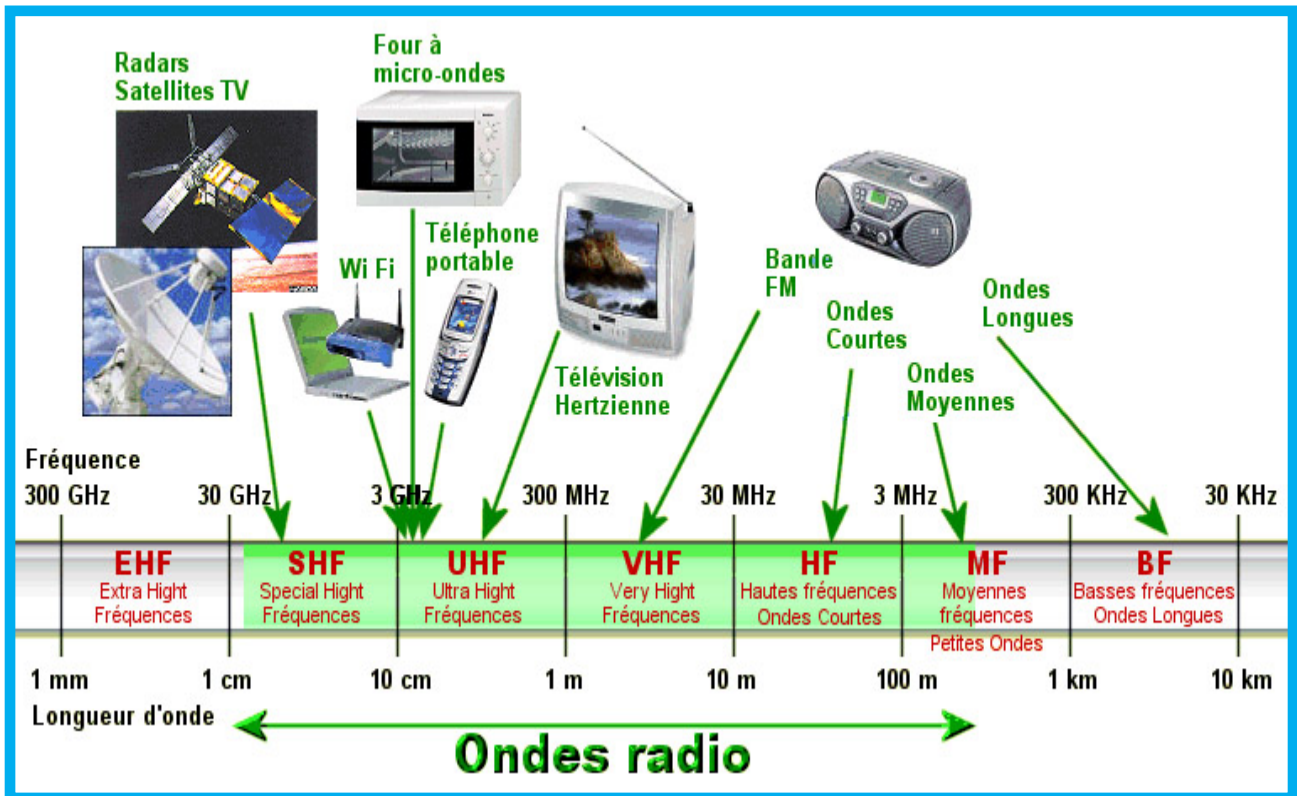 Radars
Satellites TV
Four à
micro-ondes
Wi Fi
Téléphone
portable
Télévision
Hertzienne
Bande
FM
Ondes
Courtes
Ondes
Moyennes
Ondes
Longues
Fréquence
300 GHz 30 GHz 3 GHz 300 MHz 30 MHz 3 MHz 300 KHz 30 KHz
EHF SHF UHF VHF HF MF BF
Extra Hight Special Hight Ultra Hight Very Hight Hautes fréquences Moyennes Basses fréquences
Fréquences Fréquences Fréquences Fréquences Ondes Courtes fréquences Ondes Longues
Petites Ondes
1 mm 1 cm 10 cm 1 m 10 m 100 m 1 km 10 km
Longueur d'onde
Ondes radio